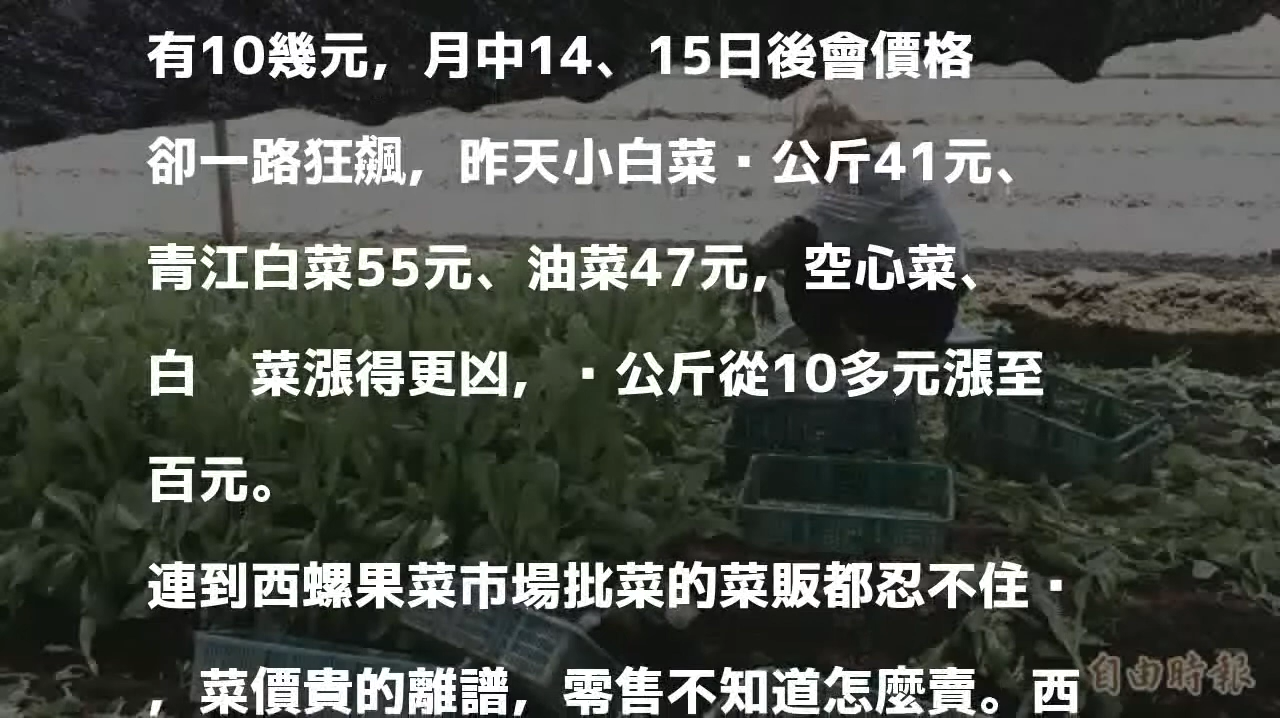 有10幾元，月中14、15日後會價格
卻一路狂飆，昨天小白菜·公斤41元、
青江白菜55元、油菜47元，空心菜、
白　菜漲得更凶，·公斤從10多元漲至
百元。
連到西螺果菜市場批菜的菜販都忍不住·
，菜價貴的離譜，零售不知道怎麼賣。西
自由時報